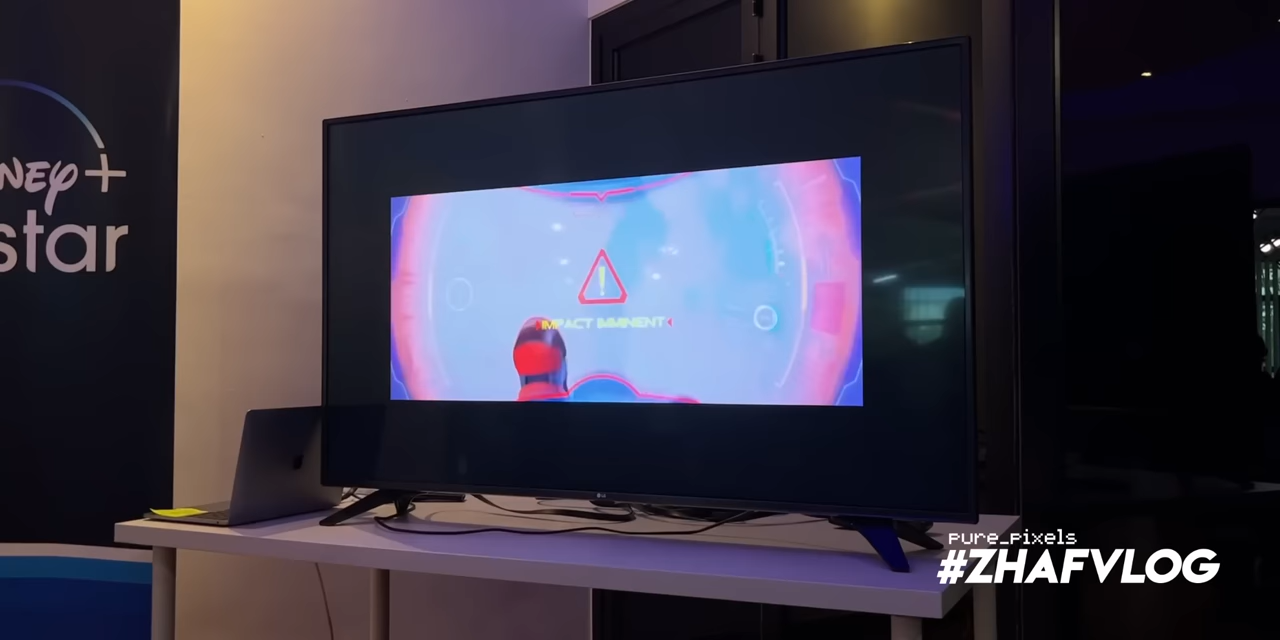 NEY+
star
IMPACT IMMINENT
LG
pure_pixels
#ZHAFVLOG